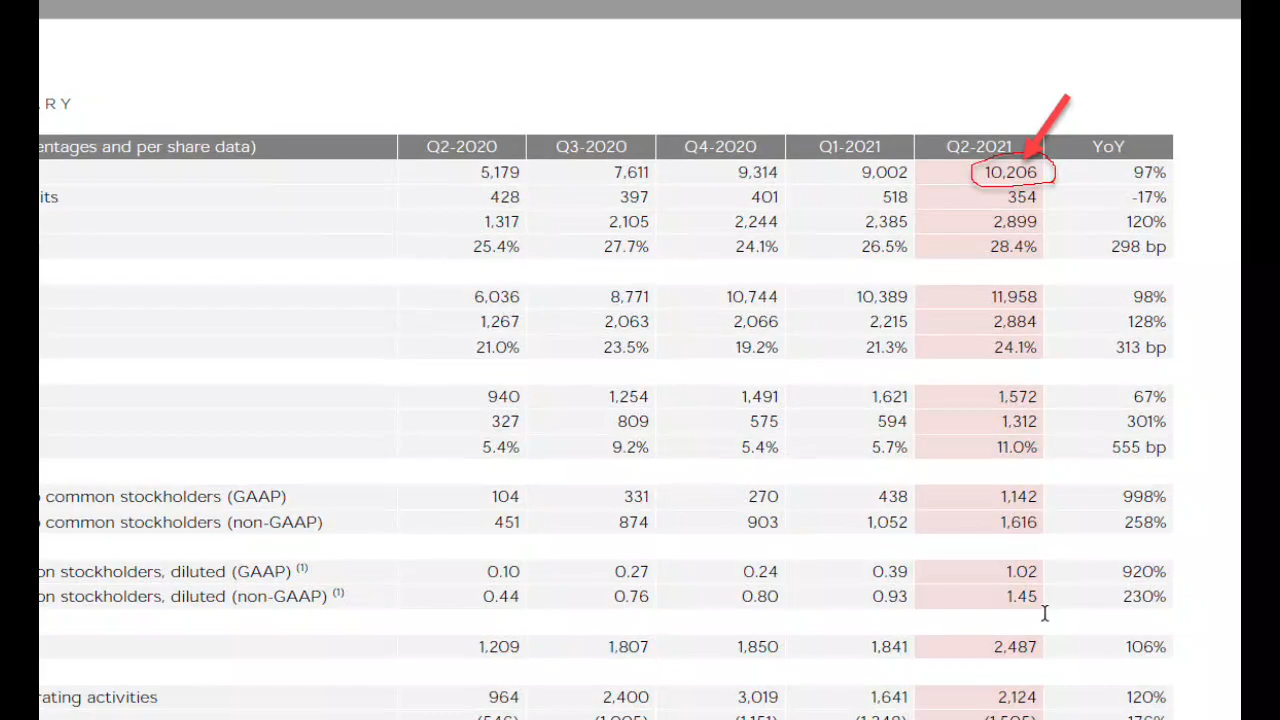 RY
entages and per share data) Q2-2020 Q3-2020 Q4-2020 Q1-2021 Q2-2021 YoY
5,179 7,611 9,314 9,002 10,206 97%
its 428 397 401 518 354 -17%
1,317 2,105 2,244 2,385 2,899 120%
25.4% 27.7% 24.1% 26.5% 28.4% 298 bp
6,036 8,771 10,744 10,389 11,958 98%
1,267 2,063 2,066 2,215 2,884 128%
21.0% 23.5% 19.2% 21.3% 24.1% 313 bp
940 1,254 1,491 1,621 1,572 67%
327 809 575 594 1,312 301%
5.4% 9.2% 5.4% 5.7% 11.0% 555 bp
common stockholders (GAAP) 104 331 270 438 1,142 998%
common stockholders (non-GAAP) 451 874 903 1,052 1,616 258%
on stockholders, diluted (GAAP) (1) 0.10 0.27 0.24 0.39 1.02 920%
on stockholders, diluted (non-GAAP) (1) 0.44 0.76 0.80 0.93 1.45 230%
1,209 1,807 1,850 1,841 2,487 106%
rating activities 964 2,400 3,019 1,641 2,124 120%